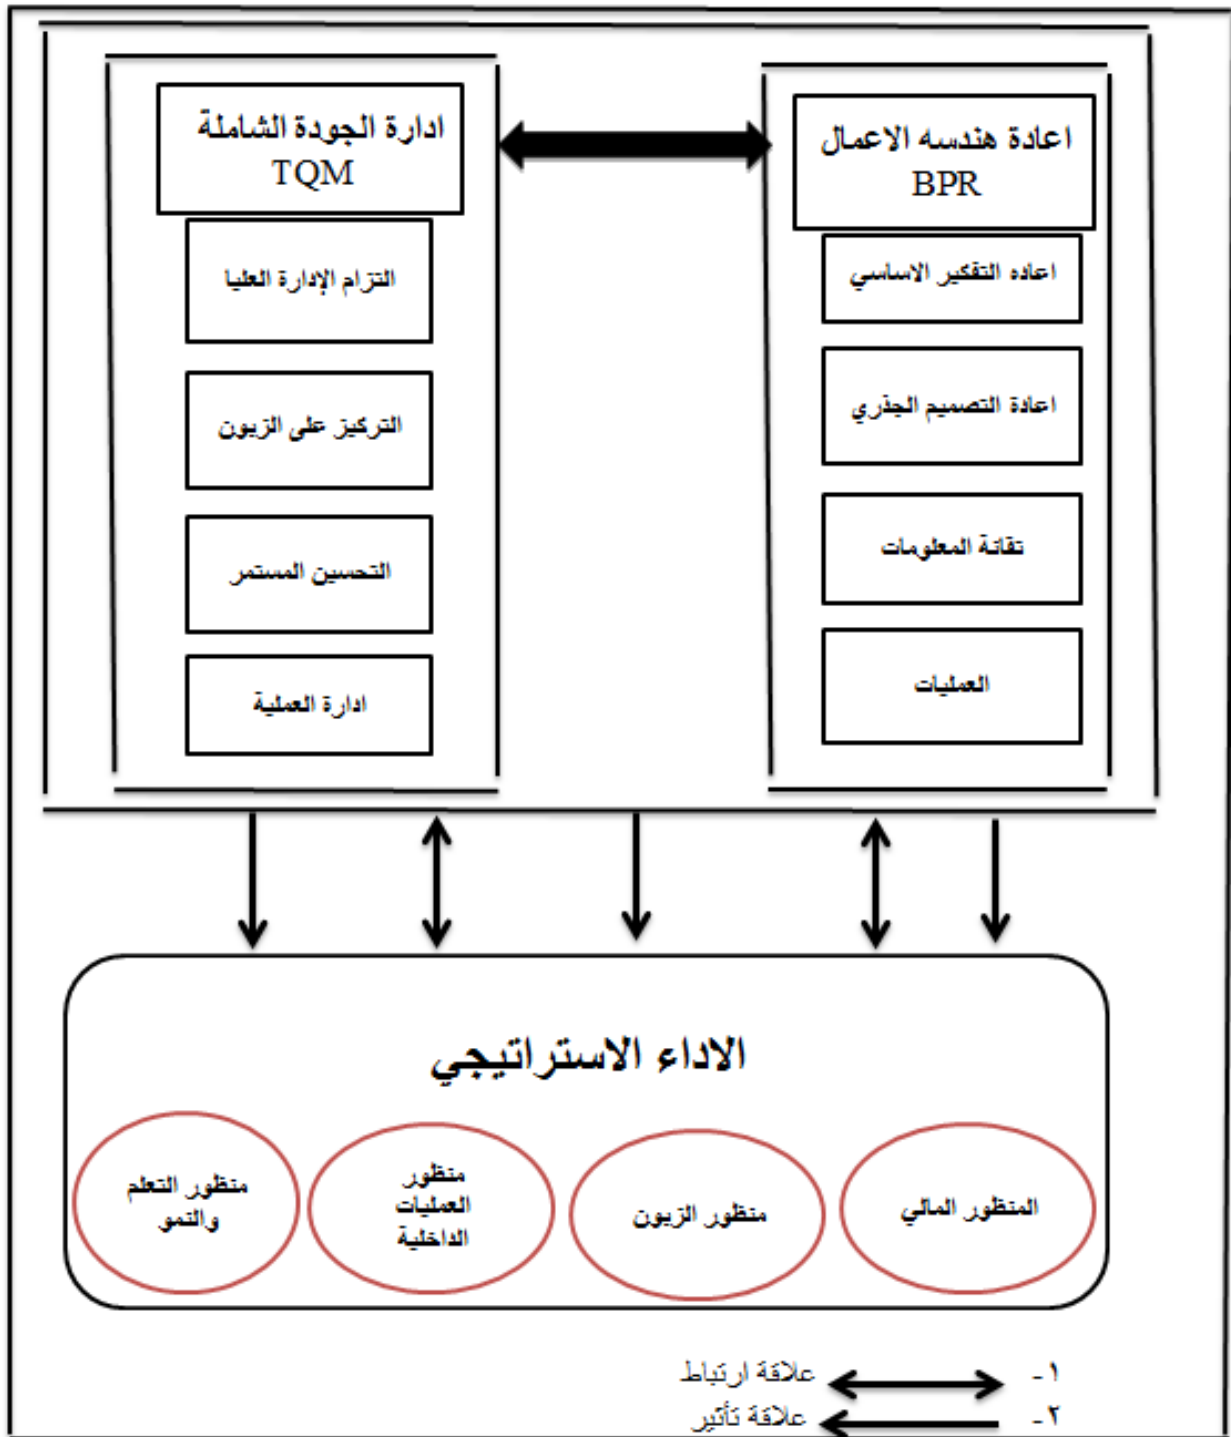 اعادة هندسه الاعمال
BPR
اعاده التفكير الاساسي
اعادة التصميم الجذري
تقانة المعلومات
العمليات
ادارة الجودة الشاملة
TQM
التزام الإدارة العليا
التركيز على الزبون
التحسين المستمر
ادارة العملية
الاداء الاستراتيجي
المنظور المالي
منظور الزبون
منظور
العمليات
الداخلية
منظور التعلم
والنمو
١- علاقة ارتباط
٢- علاقة تأثير